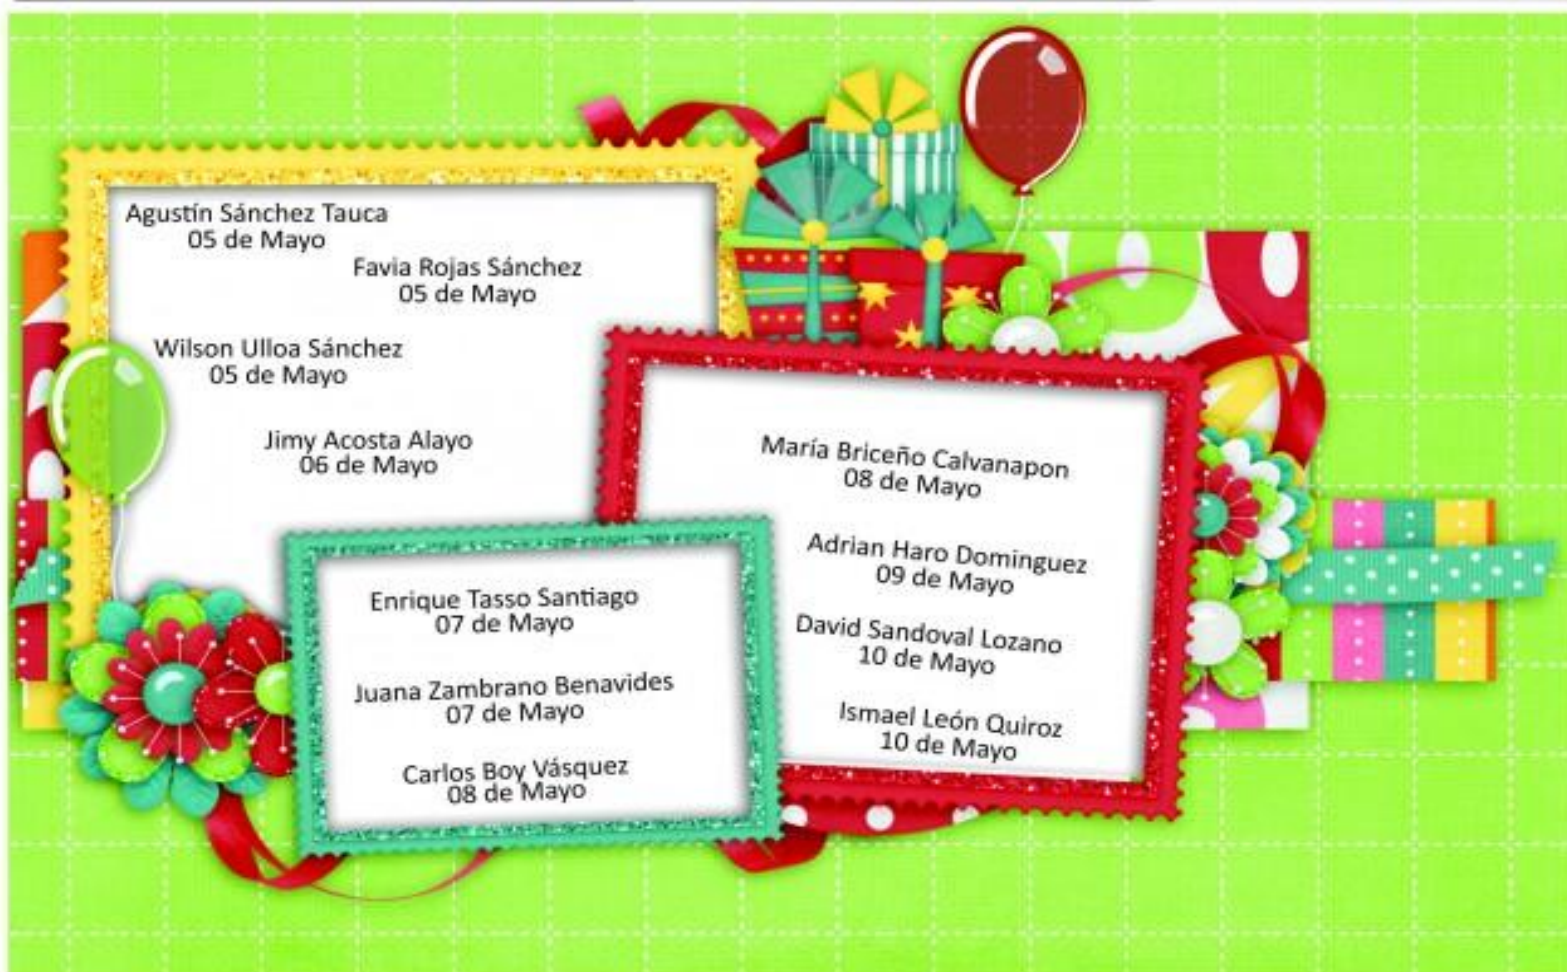 Agustín Sánchez Tauca
05 de Mayo
Favia Rojas Sánchez
05 de Mayo
Wilson Ulloa Sánchez
05 de Mayo
Jimy Acosta Alayo
06 de Mayo
Enrique Tasso Santiago
07 de Mayo
Juana Zambrano Benavides
07 de Mayo
Carlos Boy Vásquez
08 de Mayo
María Briceño Calvanapon
08 de Mayo
Adrian Haro Dominguez
09 de Mayo
David Sandoval Lozano
10 de Mayo
Ismael León Quiroz
10 de Mayo